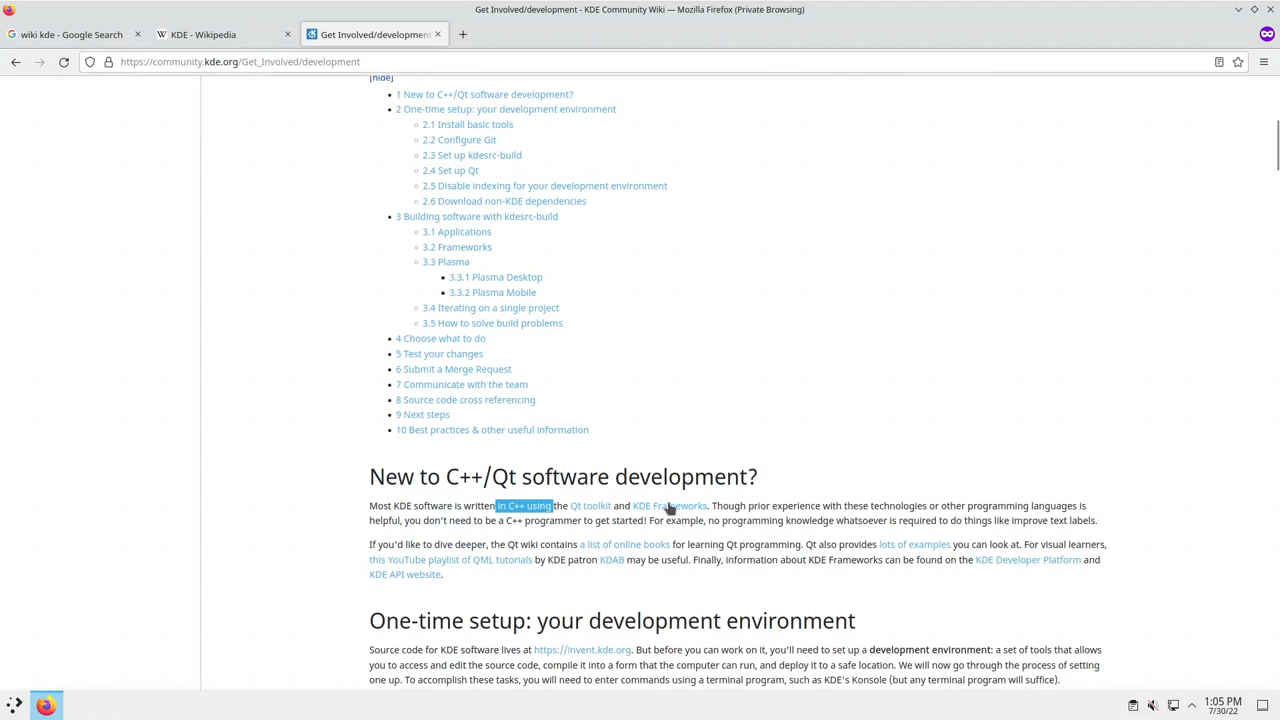 Get Involved/development - KDE Community Wiki — Mozilla Firefox (Private Browsing)
wiki kde - Google Search
KDE - Wikipedia
Get Involved/development
https://community.kde.org/Get_Involved/development
[hide]
1 New to C++/Qt software development?
2 One-time setup: your development environment
2.1 Install basic tools
2.2 Configure Git
2.3 Set up kdesrc-build
2.4 Set up Qt
2.5 Disable indexing for your development environment
2.6 Download non-KDE dependencies
3 Building software with kdesrc-build
3.1 Applications
3.2 Frameworks
3.3 Plasma
3.3.1 Plasma Desktop
3.3.2 Plasma Mobile
3.4 Iterating on a single project
3.5 How to solve build problems
4 Choose what to do
5 Test your changes
6 Submit a Merge Request
7 Communicate with the team
8 Source code cross referencing
9 Next steps
10 Best practices & other useful information
New to C++/Qt software development?
Most KDE software is written in C++ using the Qt toolkit and KDE Frameworks. Though prior experience with these technologies or other programming languages is
helpful, you don't need to be a C++ programmer to get started! For example, no programming knowledge whatsoever is required to do things like improve text labels.
If you'd like to dive deeper, the Qt wiki contains a list of online books for learning Qt programming. Qt also provides lots of examples you can look at. For visual learners,
this YouTube playlist of QML tutorials by KDE patron KDAB may be useful. Finally, information about KDE Frameworks can be found on the KDE Developer Platform and
KDE API website.
One-time setup: your development environment
Source code for KDE software lives at https://invent.kde.org. But before you can work on it, you'll need to set up a development environment: a set of tools that allows
you to access and edit the source code, compile it into a form that the computer can run, and deploy it to a safe location. We will now go through the process of setting
one up. To accomplish these tasks, you will need to enter commands using a terminal program, such as KDE's Konsole (but any terminal program will suffice).
1:05 PM
7/30/22